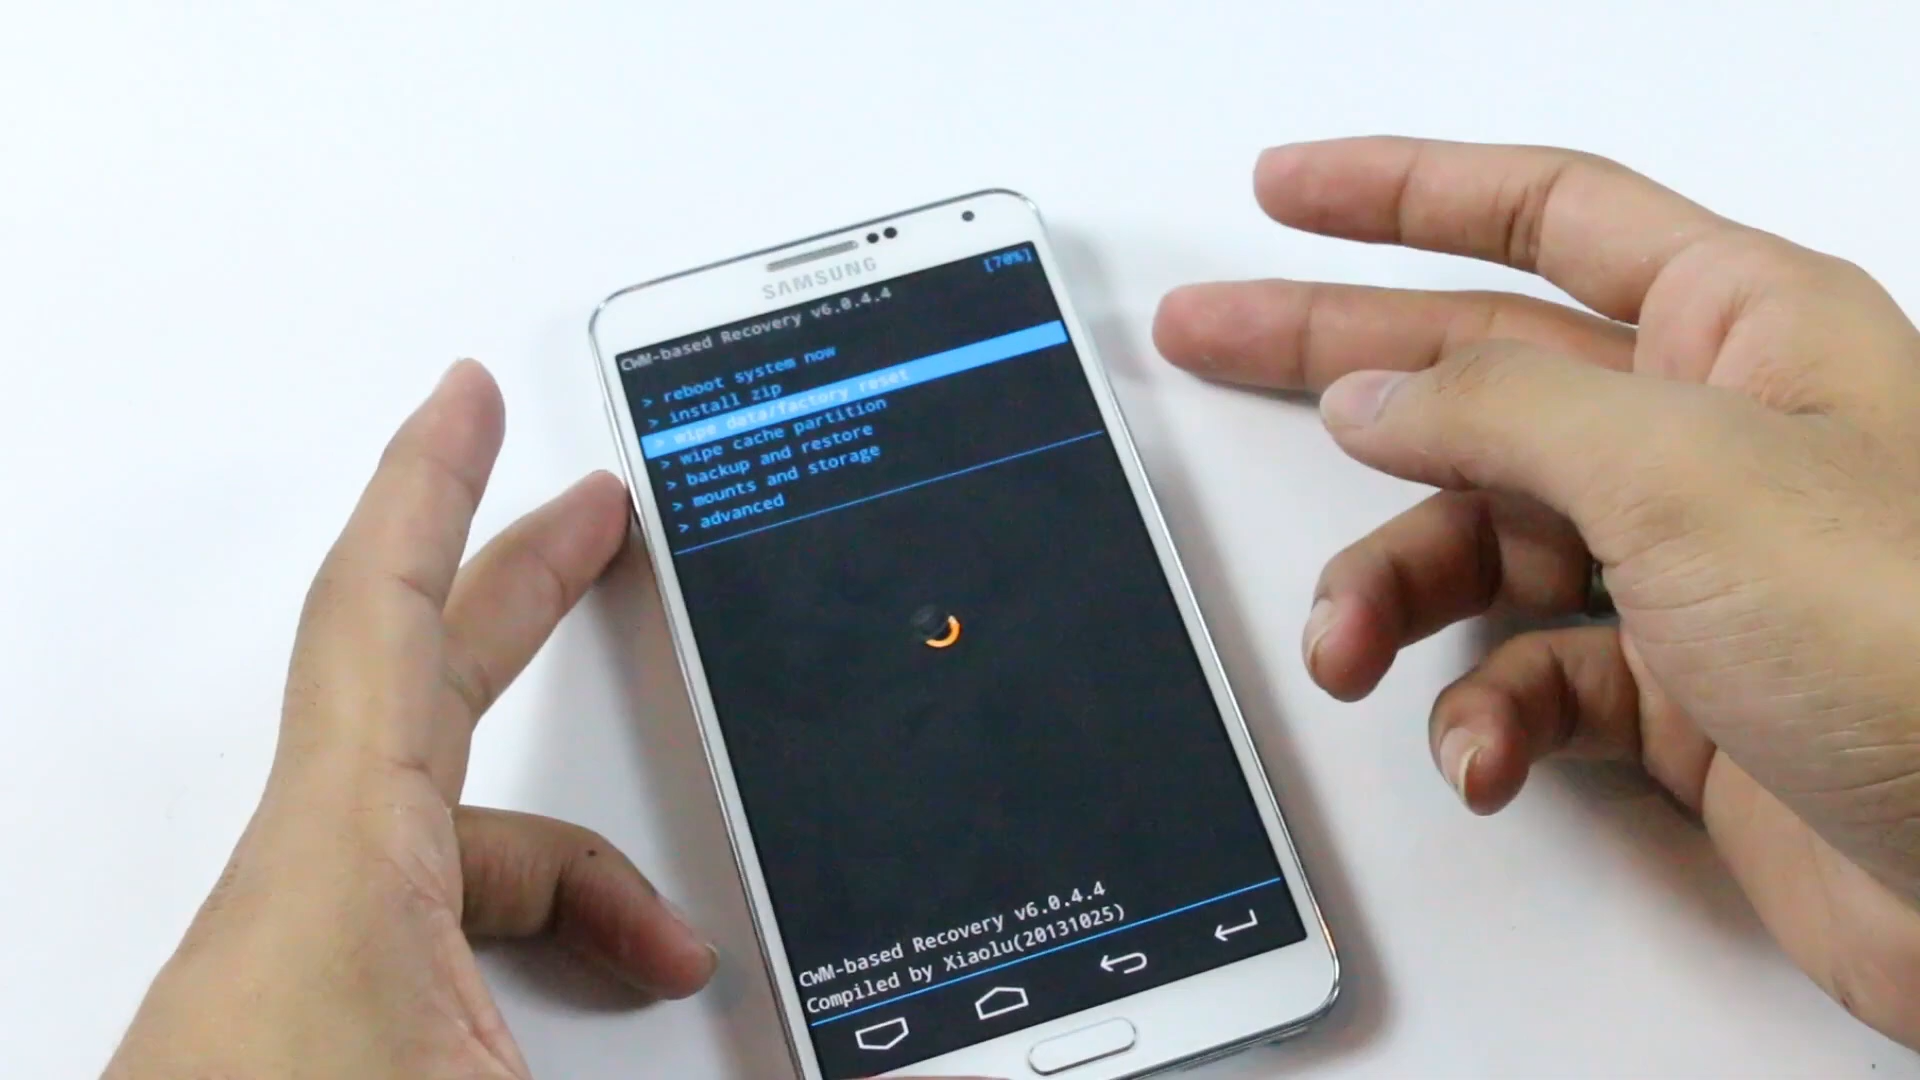 SAMSUNG
[70%]
CWM-based Recovery v6.0.4.4
> reboot system now
> install zip
> wipe data/factory reset
> wipe cache partition
> backup and restore
> mounts and storage
> advanced
CWM-based Recovery v6.0.4.4
Compiled by Xiaolu(20131025)